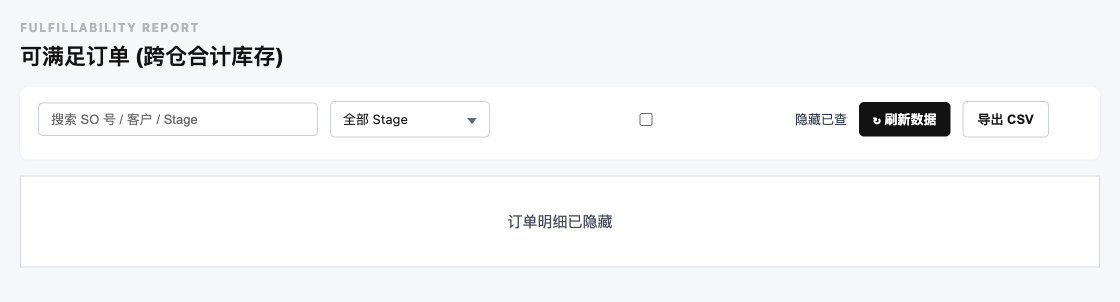 FULFILLABILITY REPORT
可满足订单 (跨仓合计库存)
搜索 SO 号 / 客户 / Stage
全部 Stage
隐藏已查
↻ 刷新数据
导出 CSV
订单明细已隐藏